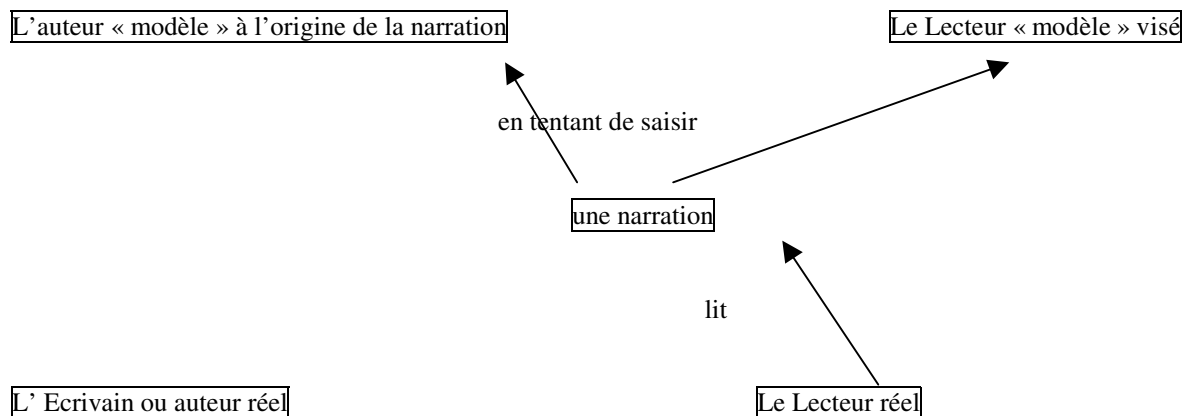 L’auteur « modèle » à l’origine de la narration
Le Lecteur « modèle » visé
en tentant de saisir
une narration
lit
L’ Ecrivain ou auteur réel
Le Lecteur réel